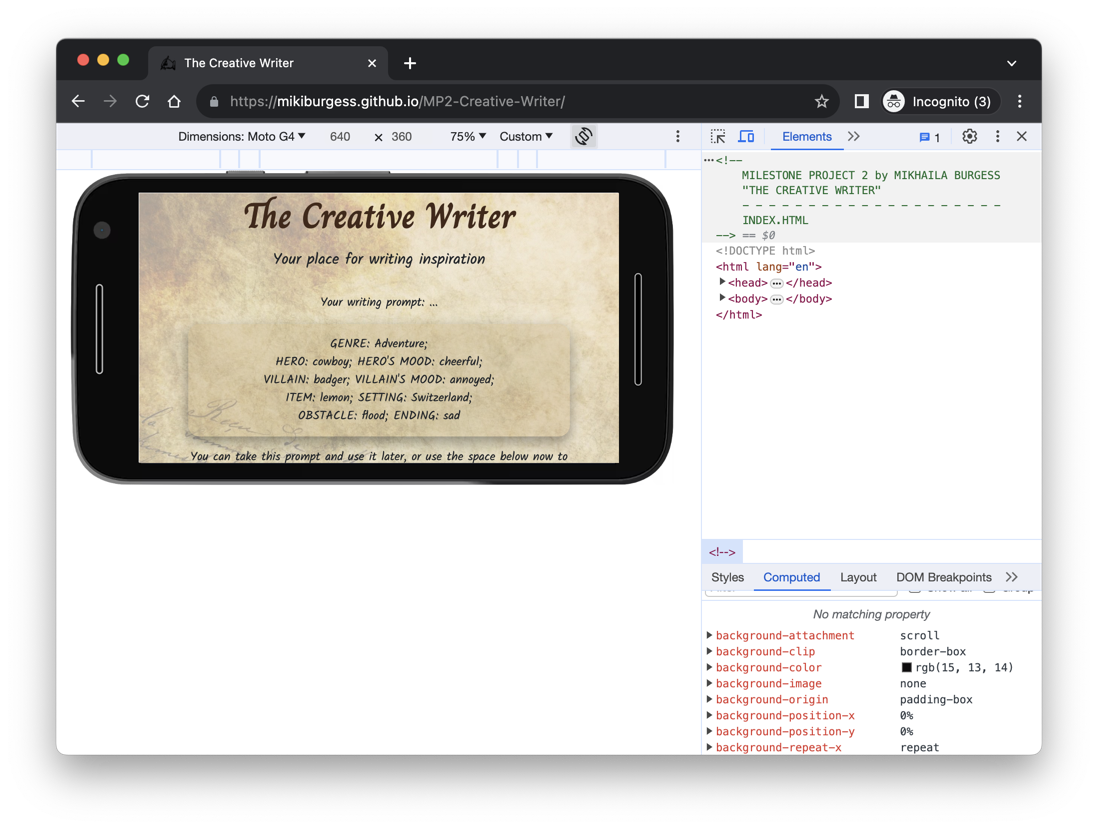 The Creative Writer
https://mikiburgess.github.io/MP2-Creative-Writer/
Incognito (3)
Dimensions: Moto G4 640 × 360 75% Custom
The Creative Writer
Your place for writing inspiration
Your writing prompt: ...
GENRE: Adventure;
HERO: cowboy; HERO'S MOOD: cheerful;
VILLAIN: badger; VILLAIN'S MOOD: annoyed;
ITEM: lemon; SETTING: Switzerland;
OBSTACLE: flood; ENDING: sad
You can take this prompt and use it later, or use the space below now to
Elements 1
<!--
MILESTONE PROJECT 2 by MIKHAILA BURGESS
"THE CREATIVE WRITER"
- - - - - - - - - - - - - - - - - - - -
INDEX.HTML
--> == $0
<!DOCTYPE html>
<html lang="en">
<head> … </head>
<body> … </body>
</html>
<!-->
Styles Computed Layout DOM Breakpoints
No matching property
background-attachment scroll
background-clip border-box
background-color rgb(15, 13, 14)
background-image none
background-origin padding-box
background-position-x 0%
background-position-y 0%
background-repeat-x repeat